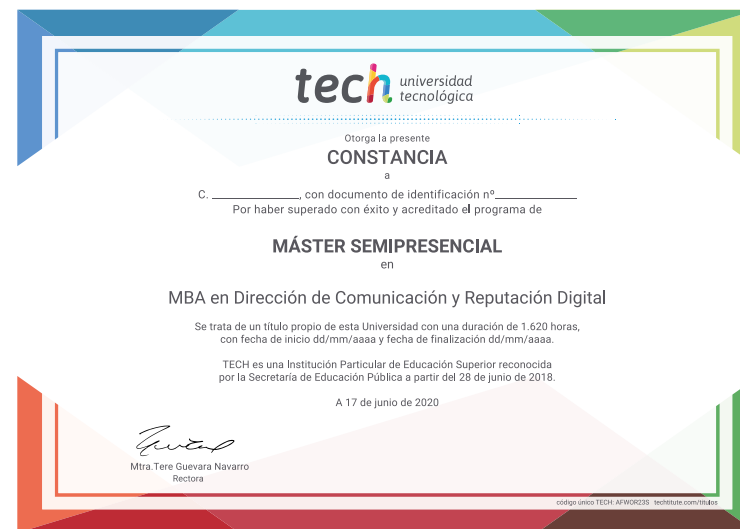 tech universidad
tecnológica
Otorga la presente
CONSTANCIA
a
C. ____________, con documento de identificación nº____________
Por haber superado con éxito y acreditado el programa de
MÁSTER SEMIPRESENCIAL
en
MBA en Dirección de Comunicación y Reputación Digital
Se trata de un título propio de esta Universidad con una duración de 1.620 horas,
con fecha de inicio dd/mm/aaaa y fecha de finalización dd/mm/aaaa.
TECH es una Institución Particular de Educación Superior reconocida
por la Secretaría de Educación Pública a partir del 28 de junio de 2018.
A 17 de junio de 2020
Mtra.Tere Guevara Navarro
Rectora
código único TECH: AFWOR23S techtitute.com/titulos